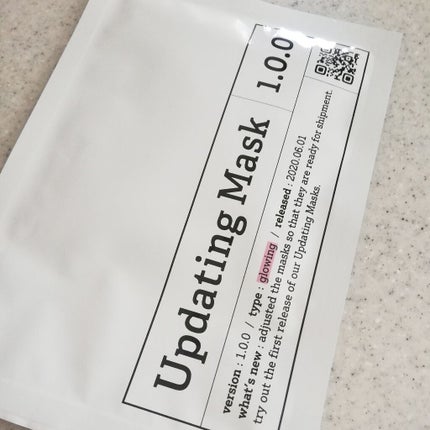 Updating Mask 1.0.0
version : 1.0.0 / type : glowing / released : 2020.06.01
what's new : adjusted the masks so that they are ready for shipment.
try out the first release of our Updating Masks.